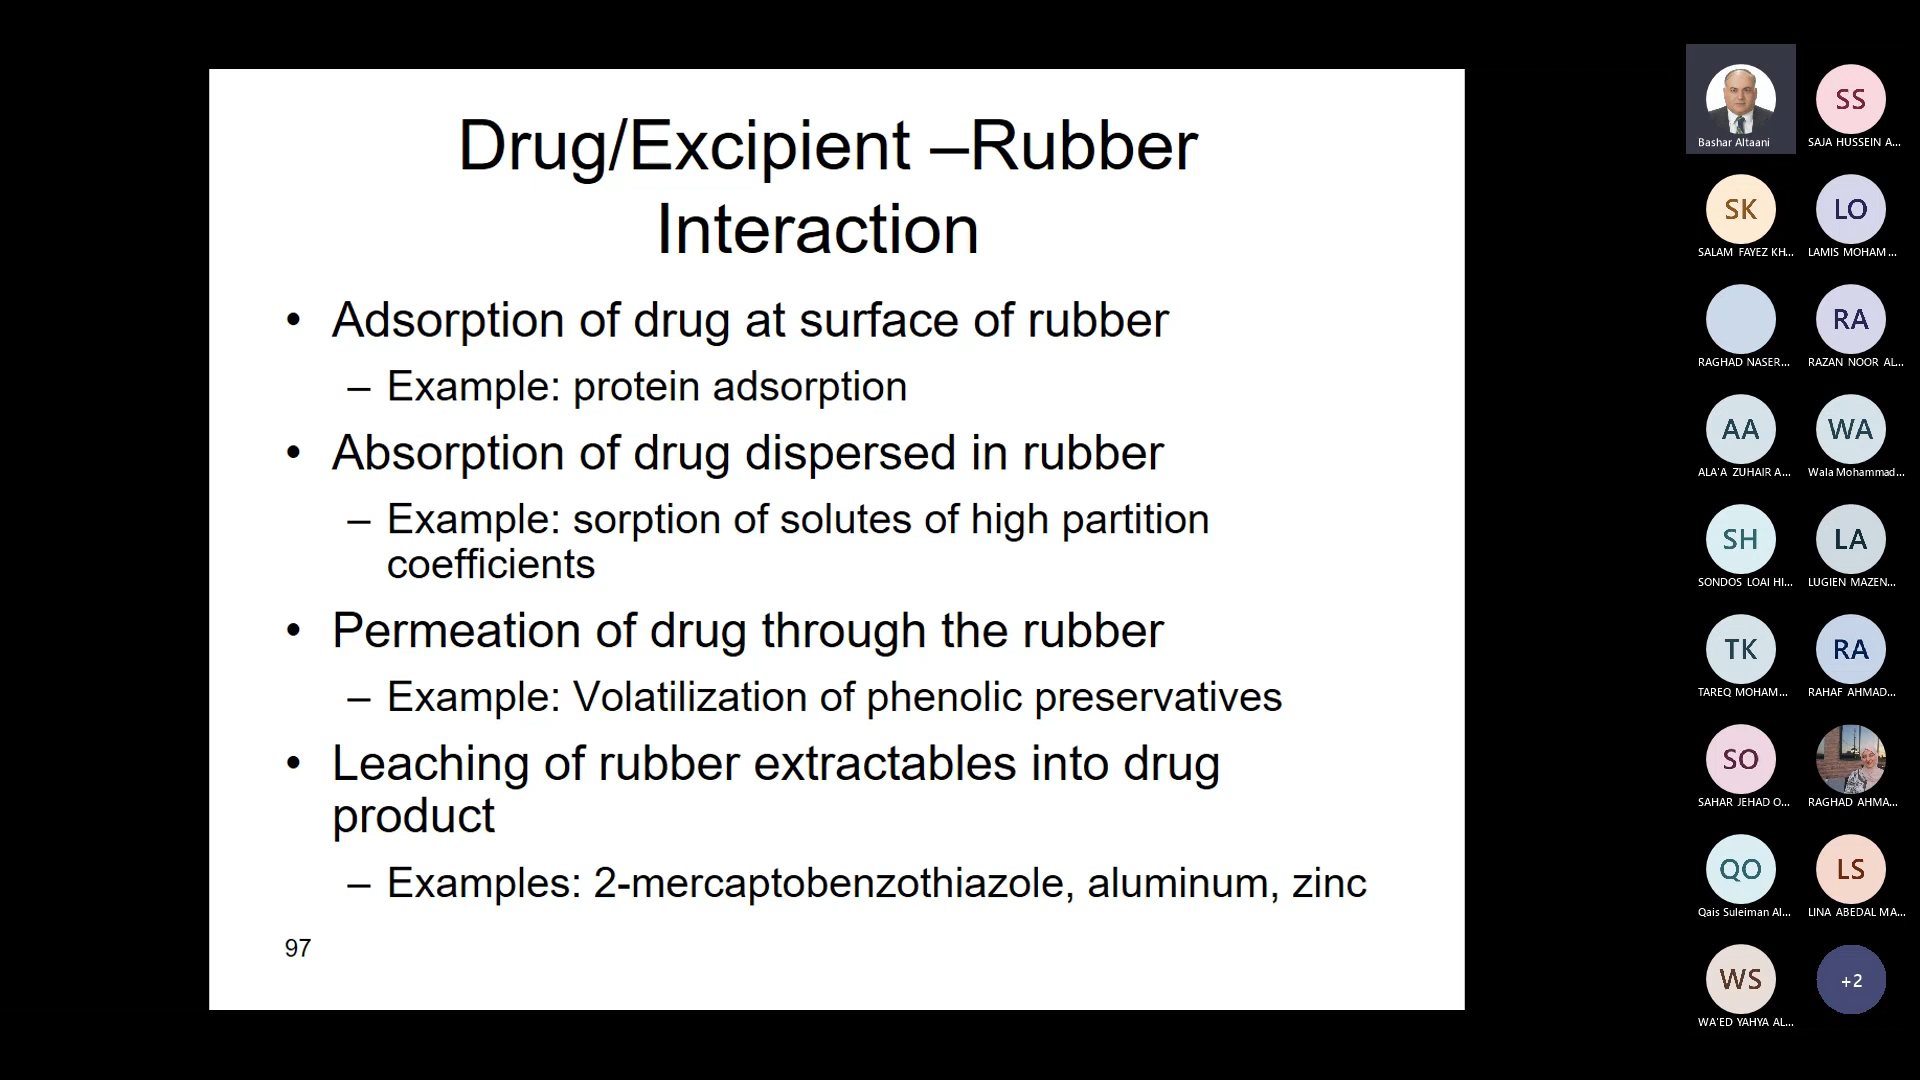 Drug/Excipient –Rubber
Interaction
• Adsorption of drug at surface of rubber
– Example: protein adsorption
• Absorption of drug dispersed in rubber
– Example: sorption of solutes of high partition
coefficients
• Permeation of drug through the rubber
– Example: Volatilization of phenolic preservatives
• Leaching of rubber extractables into drug
product
– Examples: 2-mercaptobenzothiazole, aluminum, zinc
97
Bashar Altaani
SS
SAJA HUSSEIN A...
SK
SALAM FAYEZ KH...
LO
LAMIS MOHAM...
RAGHAD NASER...
RA
RAZAN NOOR AL...
AA
ALA'A ZUHAIR A...
WA
Wala Mohammad...
SH
SONDOS LOAI HI...
LA
LUGIEN MAZEN...
TK
TAREQ MOHAM...
RA
RAHAF AHMAD...
SO
SAHAR JEHAD O...
RAGHAD AHMA...
QO
Qais Suleiman Al...
LS
LINA ABEDAL MA...
WS
WA'ED YAHYA AL...
+2